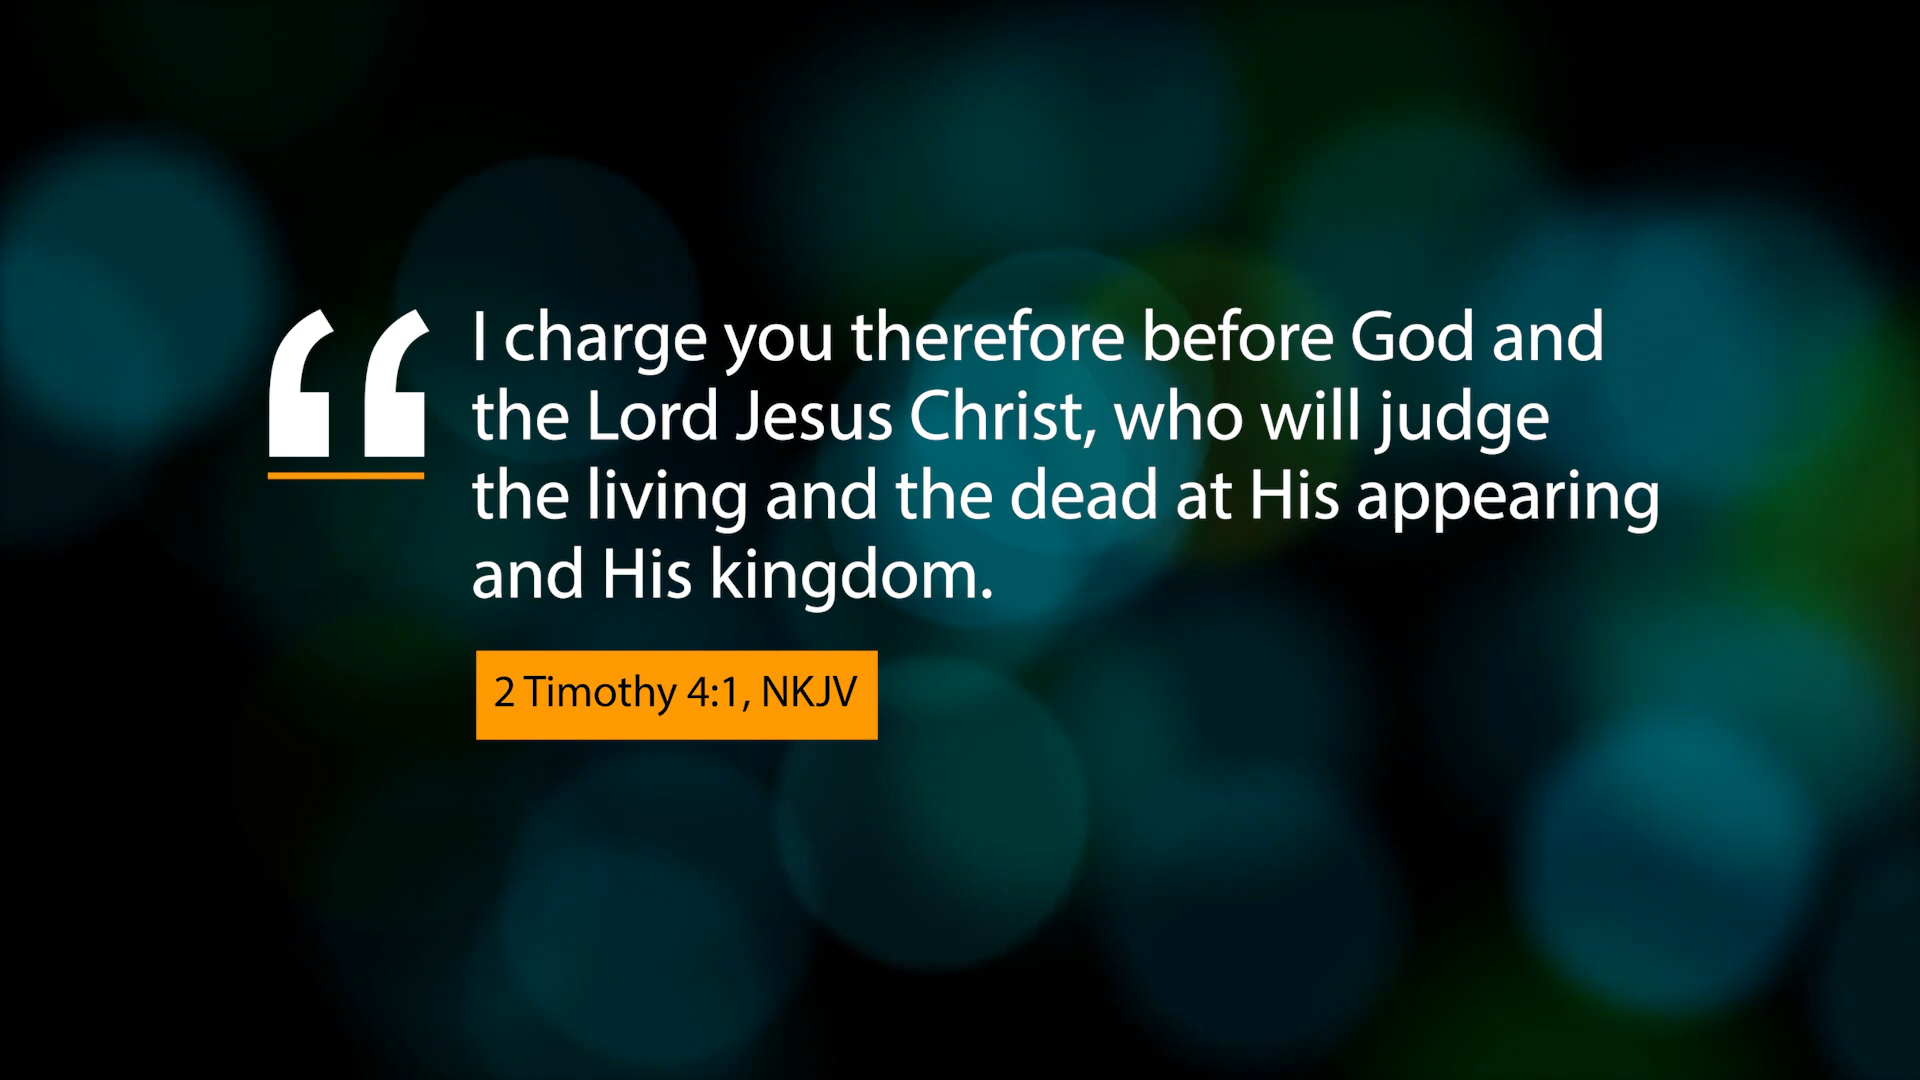 “
I charge you therefore before God and
the Lord Jesus Christ, who will judge
the living and the dead at His appearing
and His kingdom.
2 Timothy 4:1, NKJV